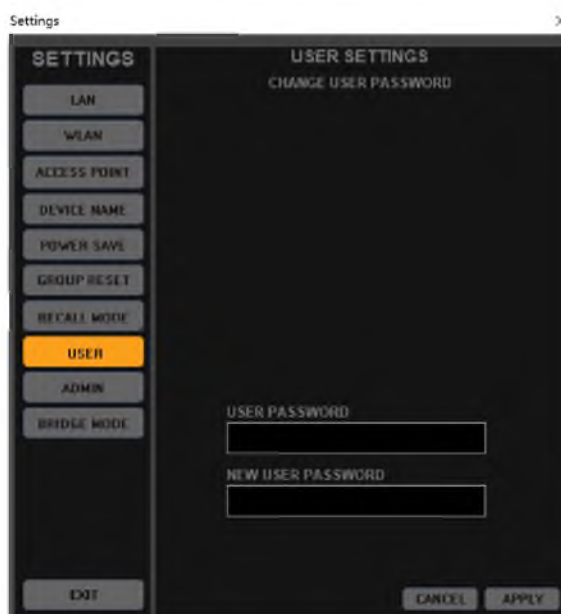 Settings
SETTINGS
LAN
WLAN
ACCESS POINT
DEVICE NAME
POWER SAVE
GROUP RESET
RECALL MODE
USER
ADMIN
BRIDGE MODE
EXIT
USER SETTINGS
CHANGE USER PASSWORD
USER PASSWORD
NEW USER PASSWORD
CANCEL APPLY